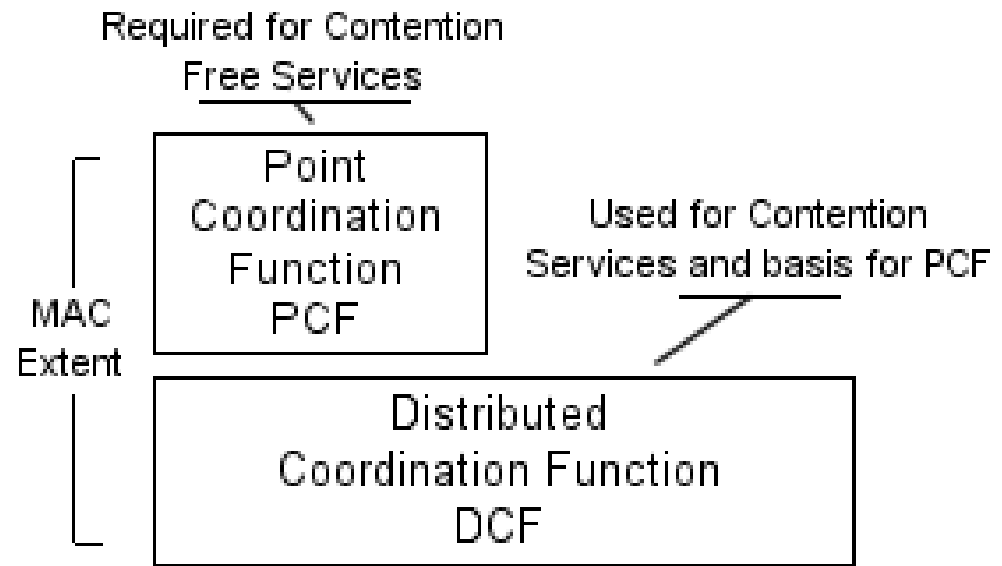 Required for Contention
Free Services
Point
Coordination
Function
PCF
Used for Contention
Services and basis for PCF
MAC
Extent
Distributed
Coordination Function
DCF